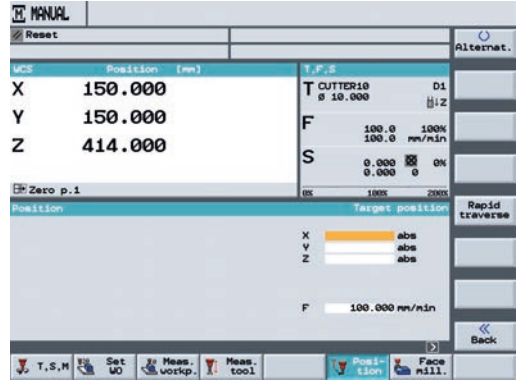 M MANUAL
Reset
Alternat.
WCS Position [mm] T,F,S
X 150.000
T CUTTER10 D1
ø 10.000 Z
Y 150.000
F 100.0 100%
100.0 mm/min
Z 414.000
S 0.000 0%
0.000 0
Zero p.1
0% 100% 200%
Position Target position
Rapid
traverse
X abs
Y abs
Z abs
F 100.000 mm/min
Back
T,S,M
Set
WO
Meas.
workp.
Meas.
tool
Posi-
tion
Face
mill.